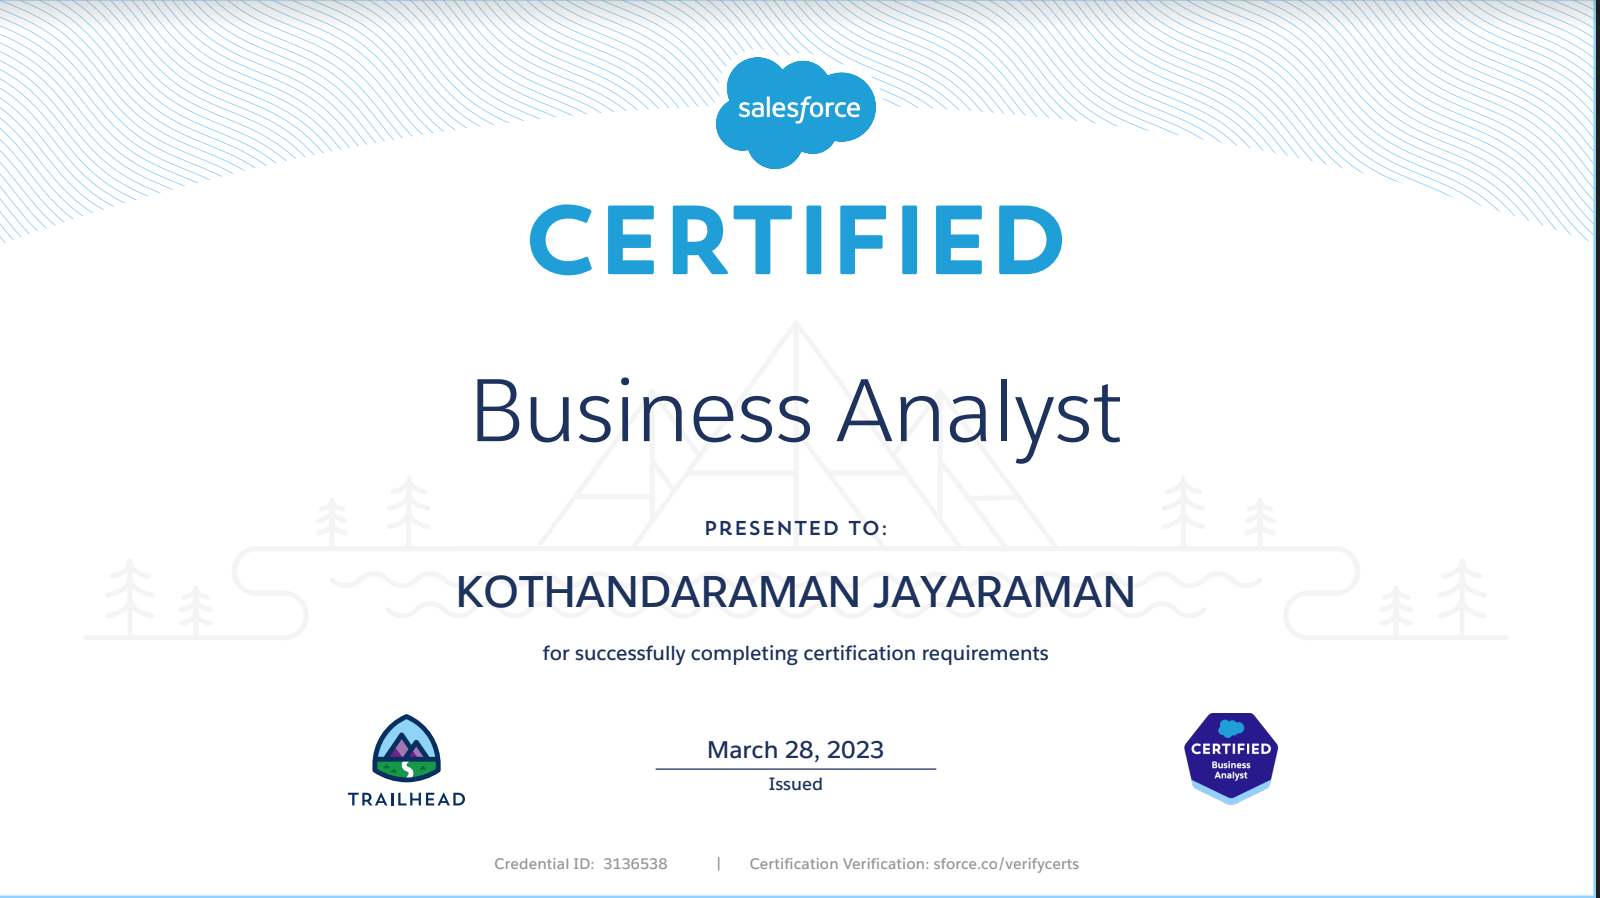 salesforce
CERTIFIED
Business Analyst
PRESENTED TO:
KOTHANDARAMAN JAYARAMAN
for successfully completing certification requirements
TRAILHEAD
March 28, 2023
Issued
CERTIFIED
Business
Analyst
Credential ID: 3136538 | Certification Verification: sforce.co/verifycerts